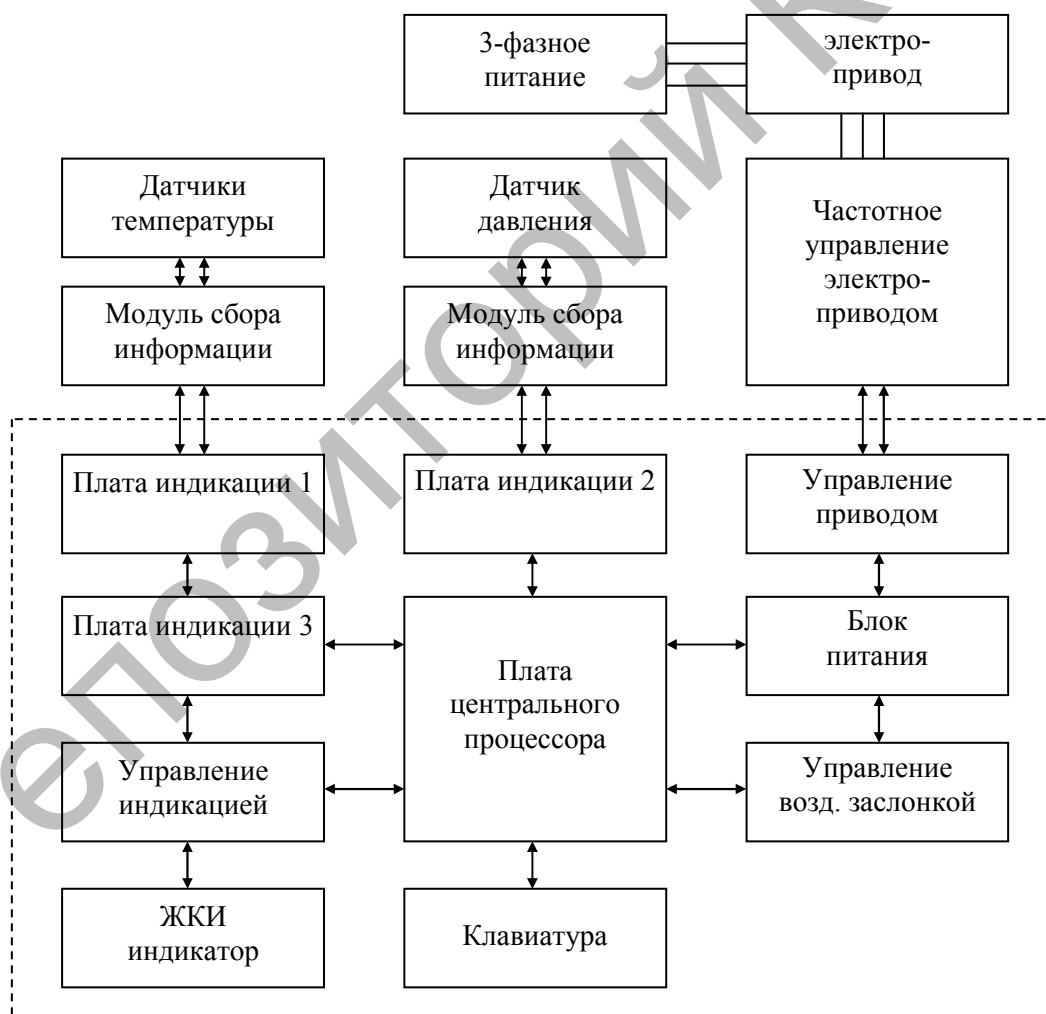 3-фазное
питание
электро-
привод
Датчики
температуры
Датчик
давления
Частотное
управление
электро-
приводом
Модуль сбора
информации
Модуль сбора
информации
Плата индикации 1
Плата индикации 2
Управление
приводом
Плата индикации 3
Плата
центрального
процессора
Блок
питания
Управление
индикацией
Управление
возд. заслонкой
ЖКИ
индикатор
Клавиатура
епозиторий